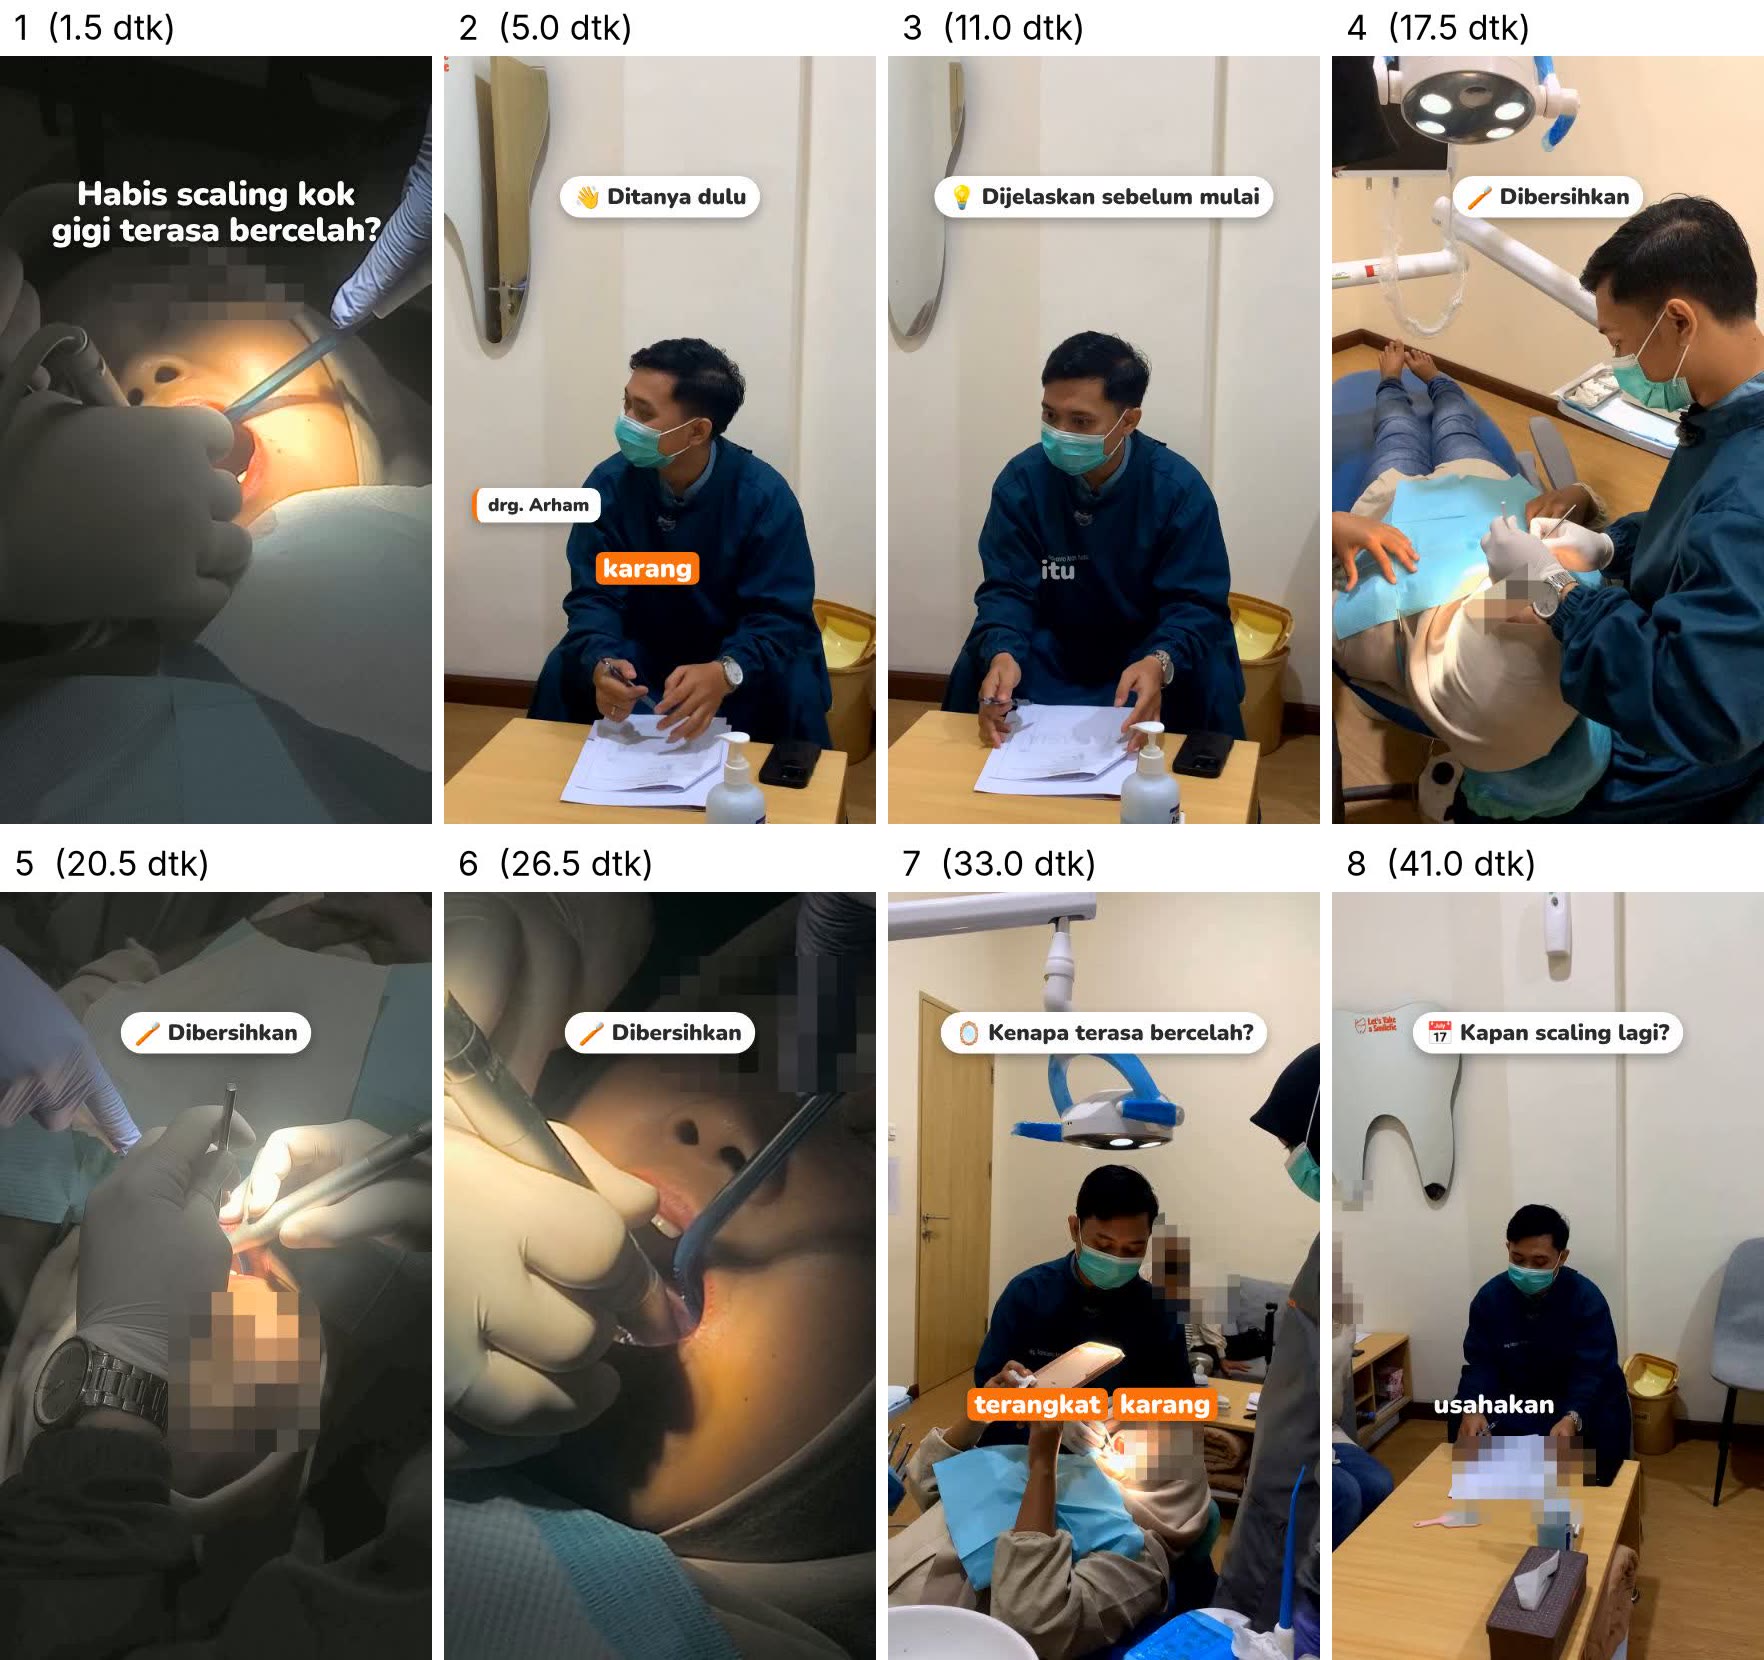 1 (1.5 dtk)
2 (5.0 dtk)
3 (11.0 dtk)
4 (17.5 dtk)
Habis scaling kok
gigi terasa bercelah?
👋 Ditanya dulu
drg. Arham
karang
💡 Dijelaskan sebelum mulai
itu
🪥 Dibersihkan
5 (20.5 dtk)
6 (26.5 dtk)
7 (33.0 dtk)
8 (41.0 dtk)
🪥 Dibersihkan
🪥 Dibersihkan
🪞 Kenapa terasa bercelah?
terangkat karang
Let's Take
a Smilefie
📅 Kapan scaling lagi?
usahakan